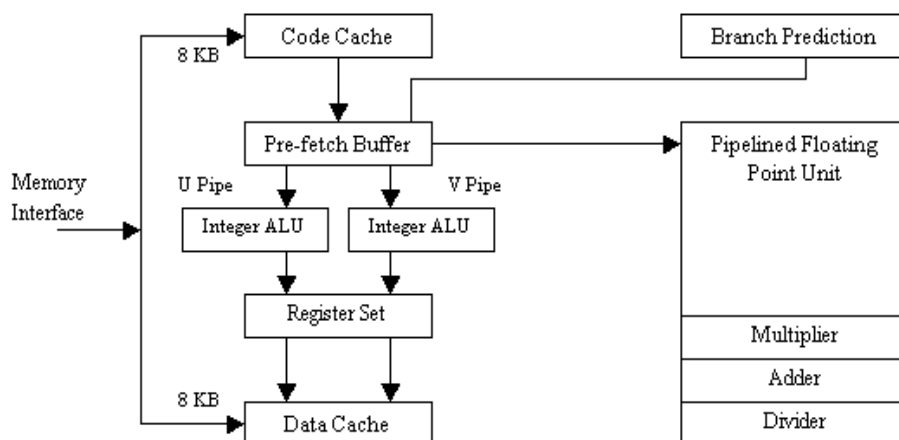 Code Cache
Branch Prediction
8 KB
Pre-fetch Buffer
Pipelined Floating
Point Unit
Memory
Interface
U Pipe
V Pipe
Integer ALU
Integer ALU
Register Set
Multiplier
Adder
8 KB
Data Cache
Divider